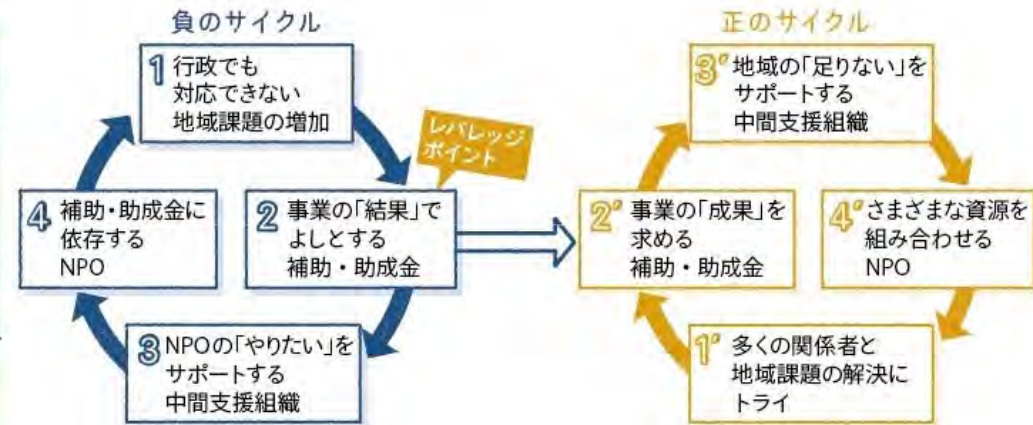 負のサイクル
1 行政でも
対応できない
地域課題の増加
レバレッジ
ポイント
2 事業の「結果」で
よしとする
補助・助成金
3 NPOの「やりたい」を
サポートする
中間支援組織
4 補助・助成金に
依存する
NPO
正のサイクル
3' 地域の「足りない」を
サポートする
中間支援組織
4' さまざまな資源を
組み合わせる
NPO
1' 多くの関係者と
地域課題の解決に
トライ
2' 事業の「成果」を
求める
補助・助成金